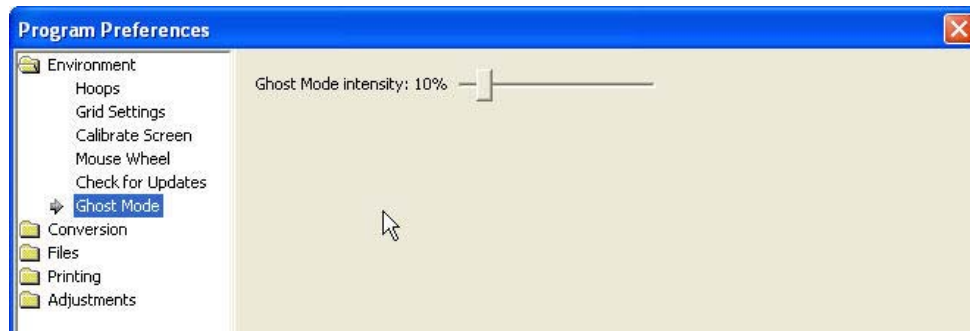 Program Preferences
Environment
Hoops
Grid Settings
Calibrate Screen
Mouse Wheel
Check for Updates
Ghost Mode
Conversion
Files
Printing
Adjustments
Ghost Mode intensity: 10%